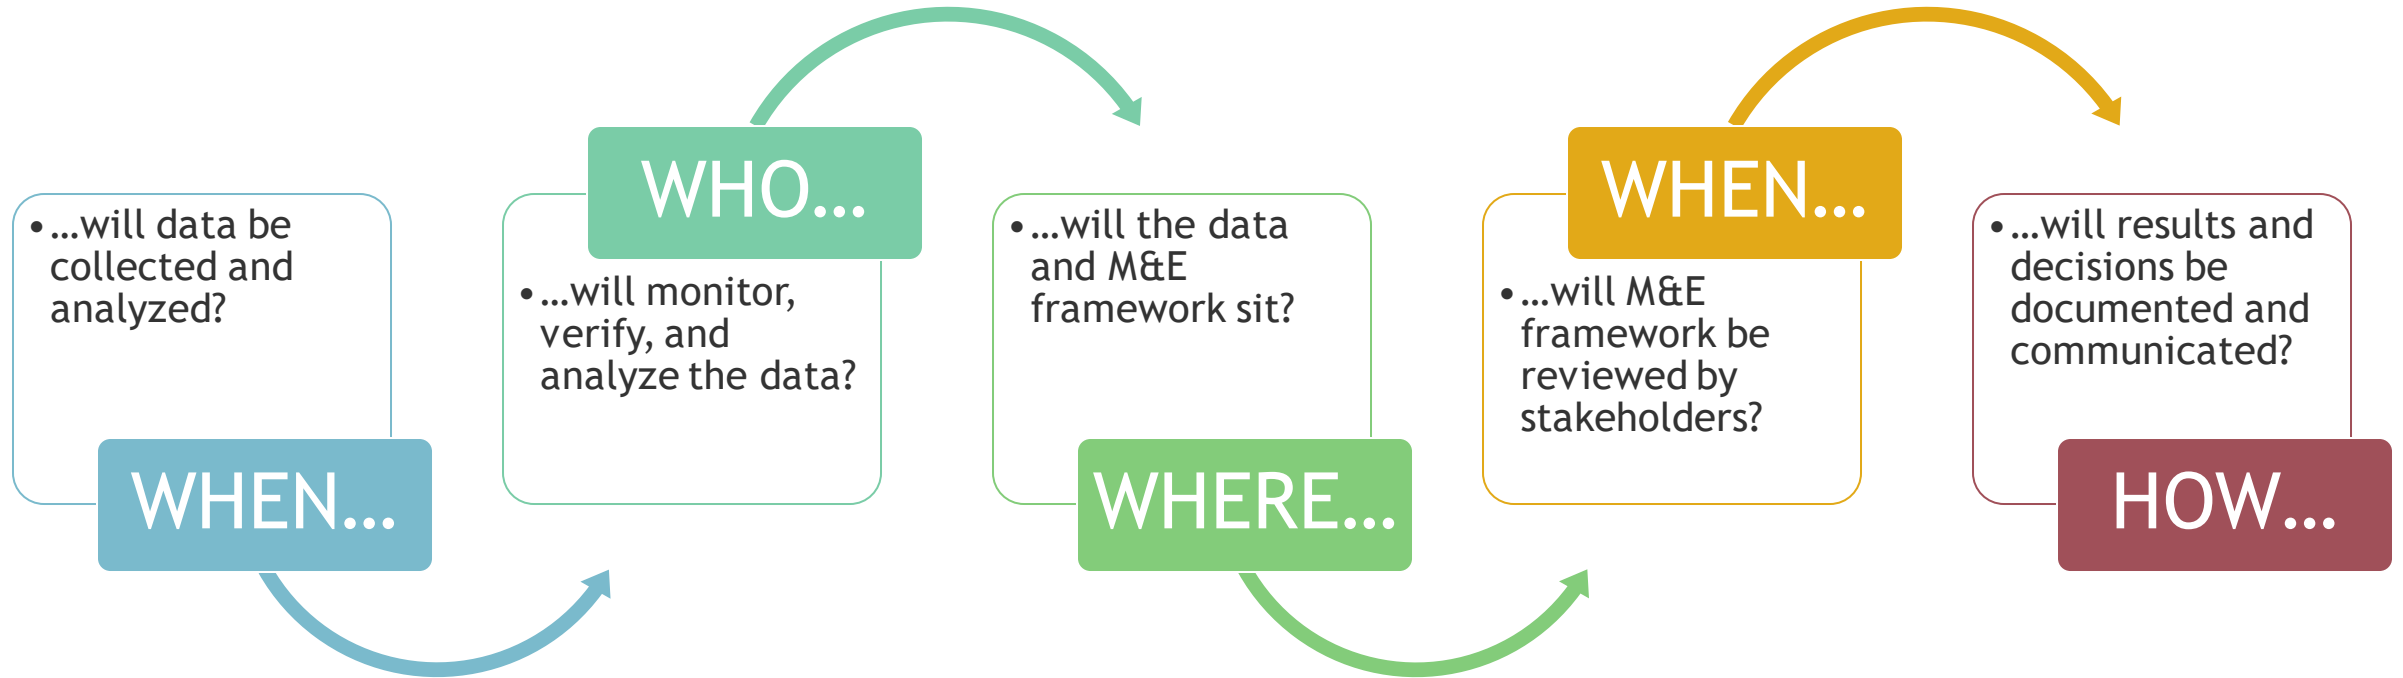 WHEN...
•...will data be
collected and
analyzed?
WHO...
•...will monitor,
verify, and
analyze the data?
WHERE...
•...will the data
and M&E
framework sit?
WHEN...
•...will M&E
framework be
reviewed by
stakeholders?
HOW...
•...will results and
decisions be
documented and
communicated?